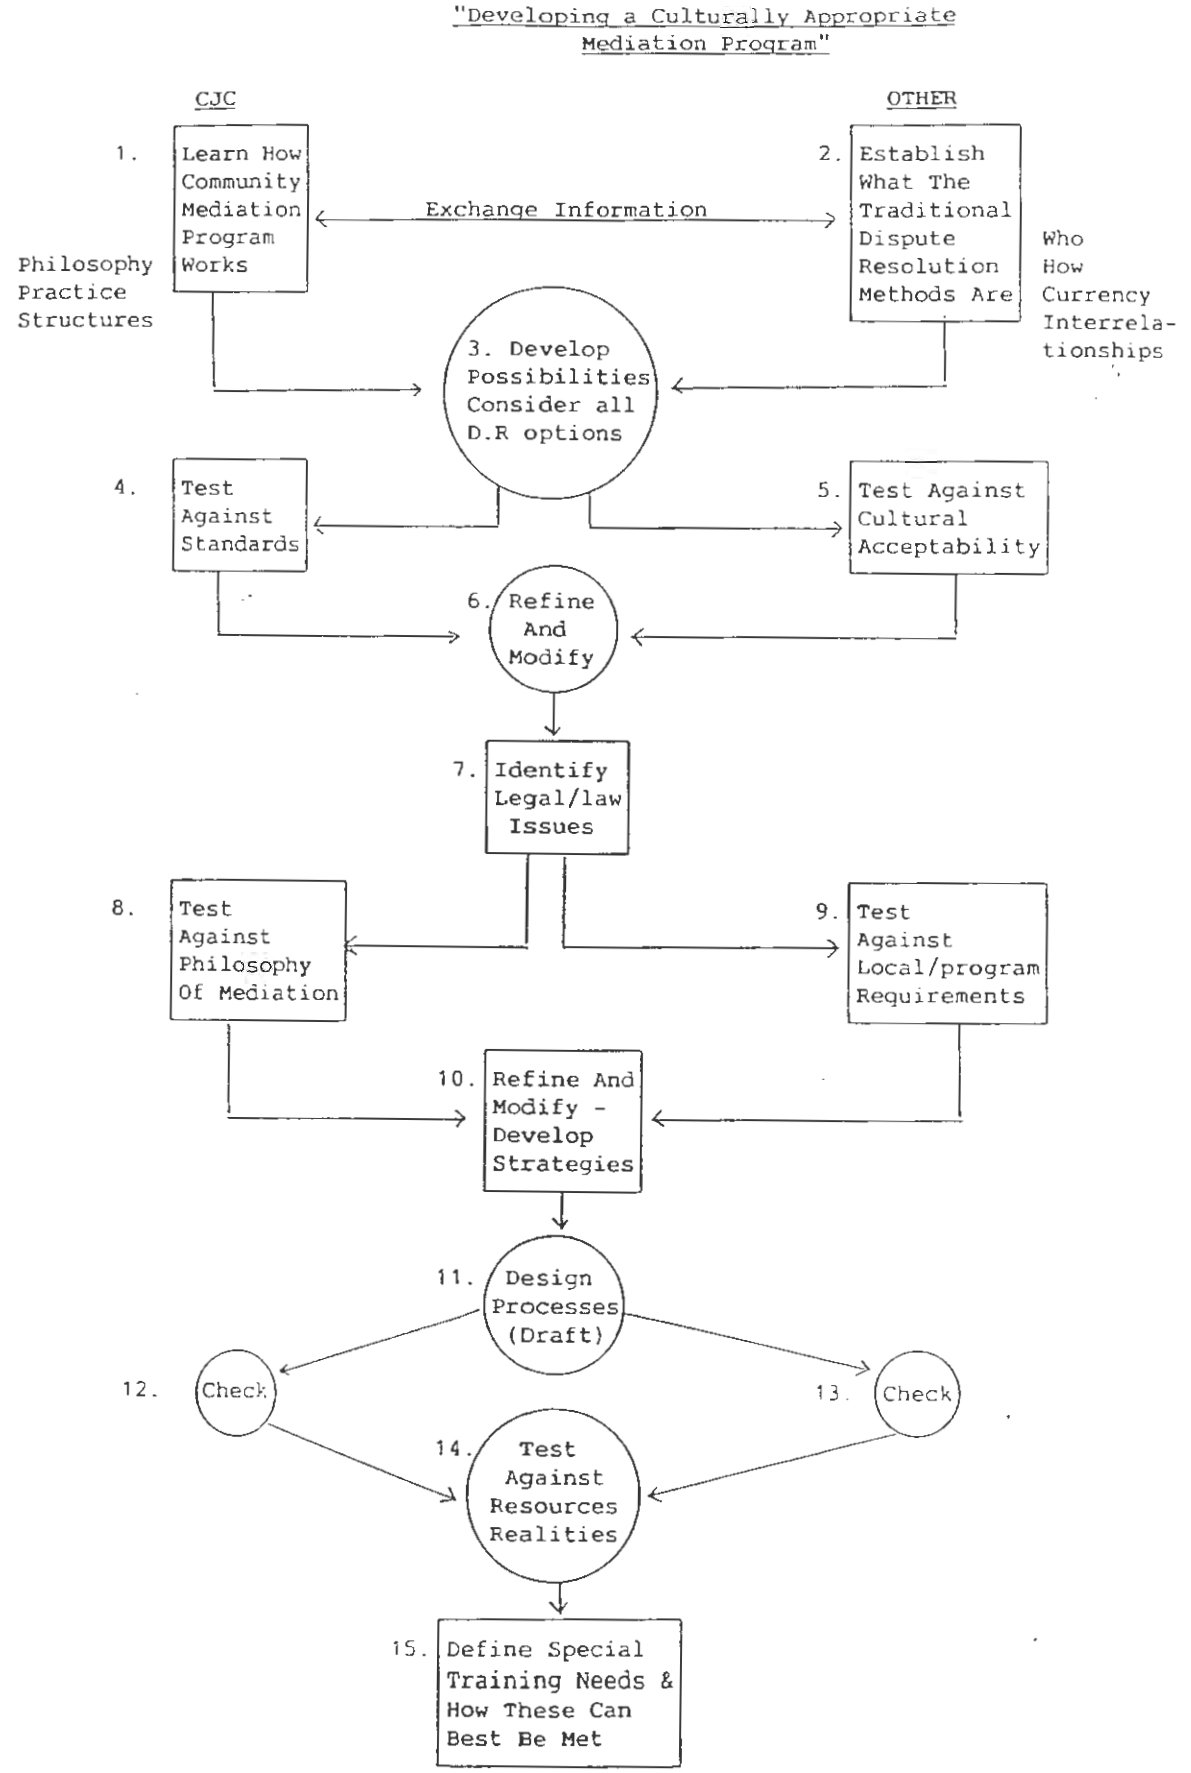 "Developing a Culturally Appropriate
Mediation Program"
CJC
OTHER
1.
Learn How
Community
Mediation
Program
Works
Philosophy
Practice
Structures
Exchange Information
2.
Establish
What The
Traditional
Dispute
Resolution
Methods Are
Who
How
Currency
Interrela-
tionships
3. Develop
Possibilities
Consider all
D.R options
4.
Test
Against
Standards
5.
Test Against
Cultural
Acceptability
6.
Refine
And
Modify
7.
Identify
Legal/law
Issues
8.
Test
Against
Philosophy
Of Mediation
9.
Test
Against
Local/program
Requirements
10.
Refine And
Modify -
Develop
Strategies
11.
Design
Processes
(Draft)
12.
Check
13.
Check
14.
Test
Against
Resources
Realities
15.
Define Special
Training Needs &
How These Can
Best Be Met